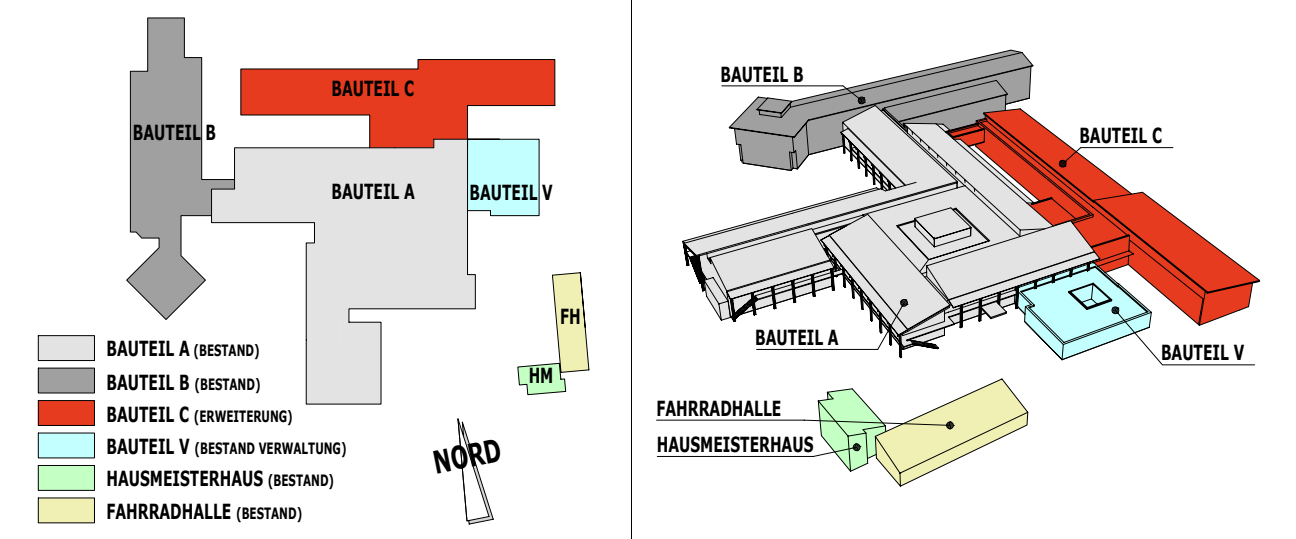 BAUTEIL C
BAUTEIL B
BAUTEIL A
BAUTEIL V
FH
HM
BAUTEIL A (BESTAND)
BAUTEIL B (BESTAND)
BAUTEIL C (ERWEITERUNG)
BAUTEIL V (BESTAND VERWALTUNG)
HAUSMEISTERHAUS (BESTAND)
FAHRRADHALLE (BESTAND)
NORD
BAUTEIL B
BAUTEIL C
BAUTEIL A
BAUTEIL V
FAHRRADHALLE
HAUSMEISTERHAUS